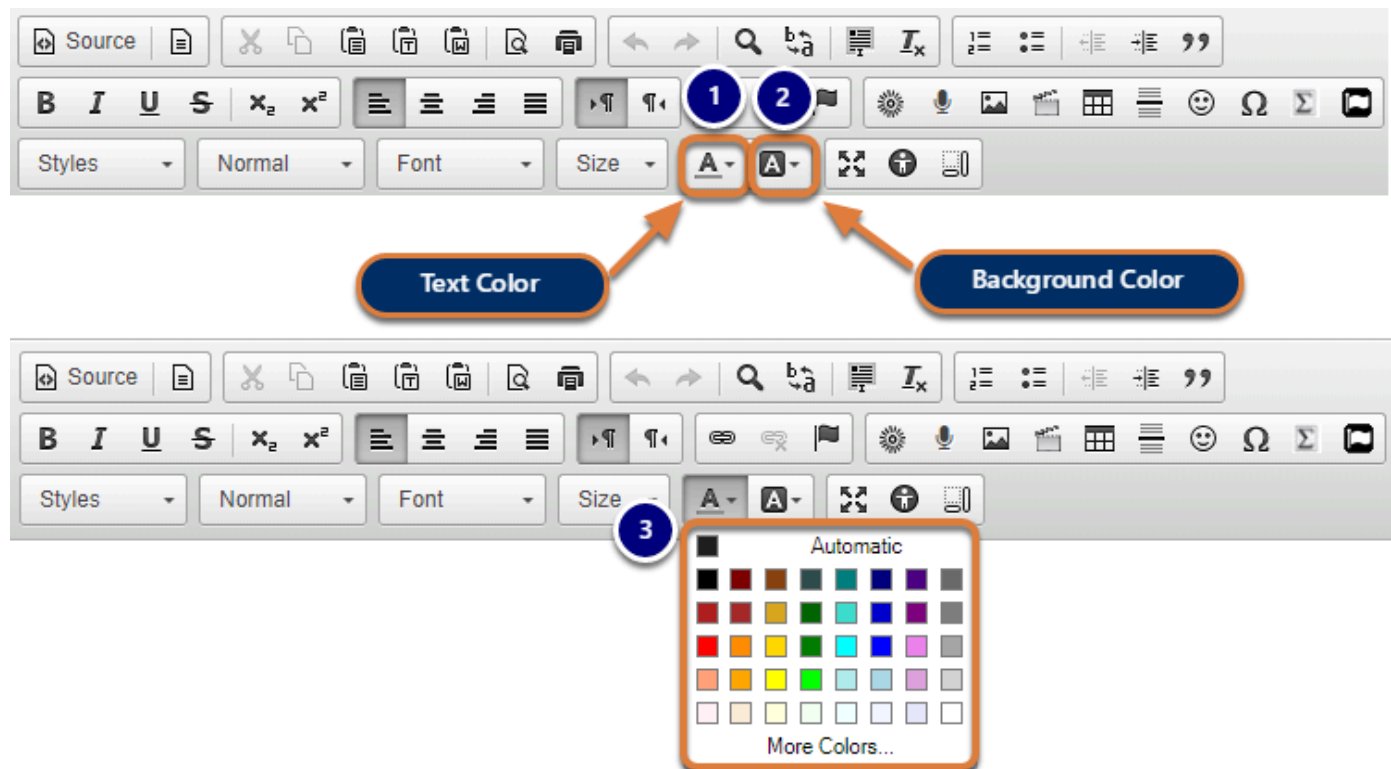 Source
1 2
Styles Normal Font Size
Text Color
Background Color
Source
Styles Normal Font Size
3
Automatic
More Colors...